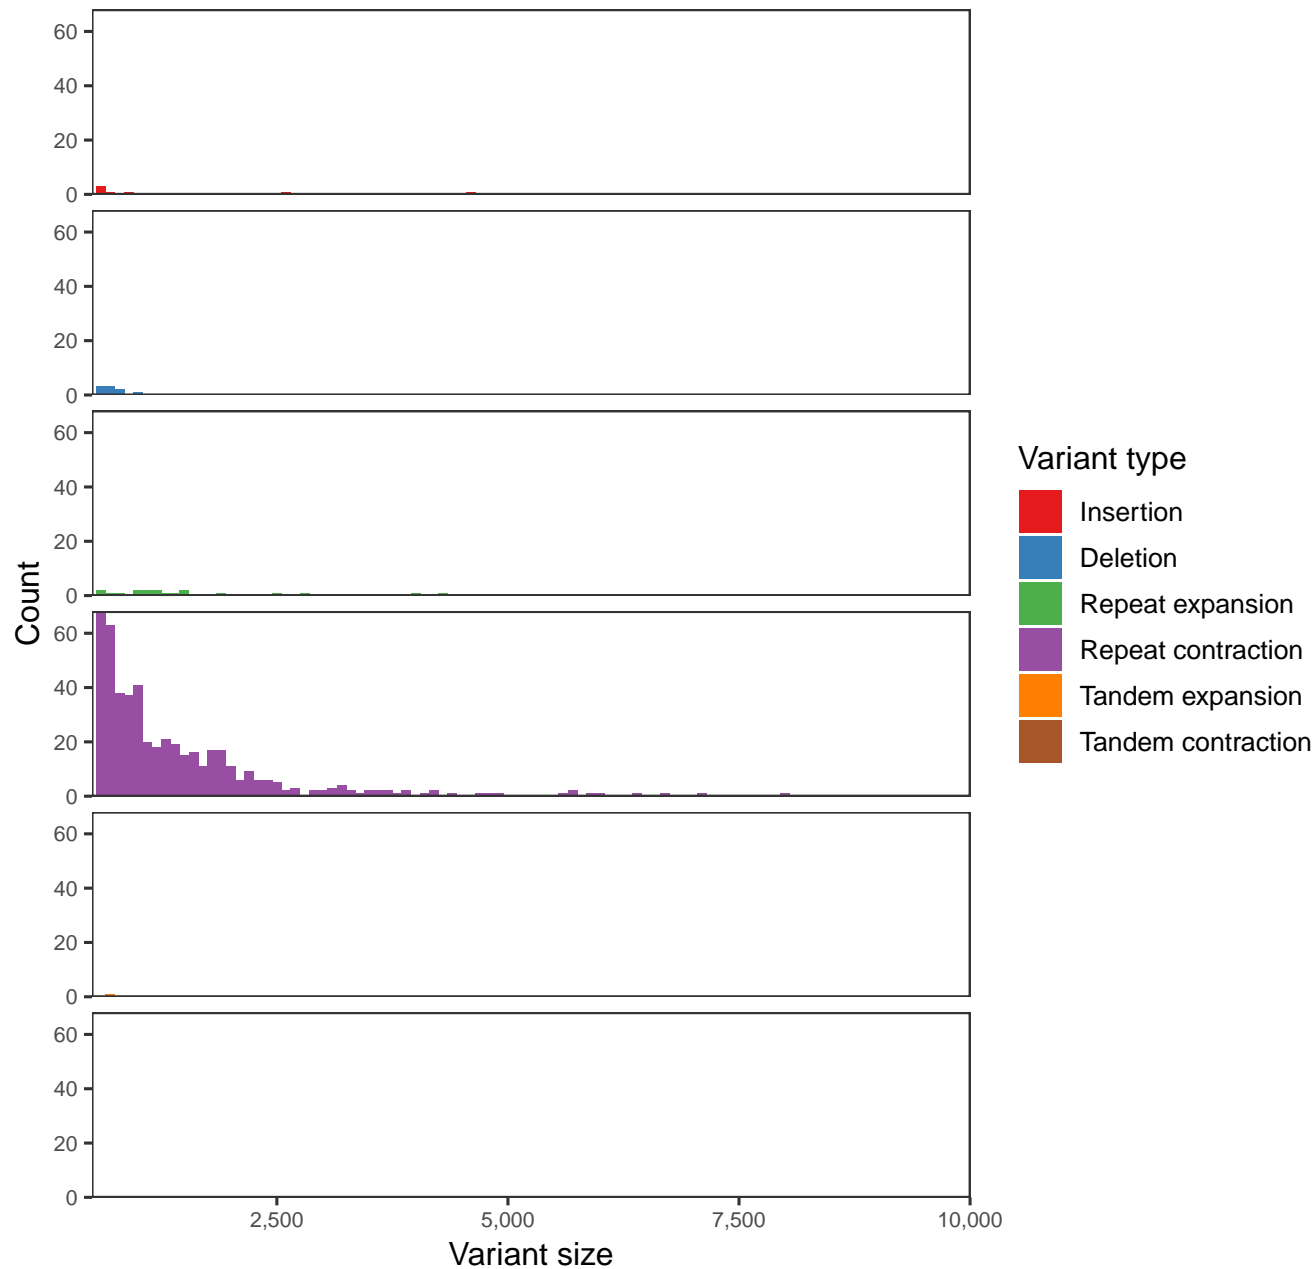 60
40
20
0
60
40
20
0
60
40
20
0
60
40
20
0
60
40
20
0
60
40
20
0
Count
2,500 5,000 7,500 10,000
Variant size
Variant type
Insertion
Deletion
Repeat expansion
Repeat contraction
Tandem expansion
Tandem contraction